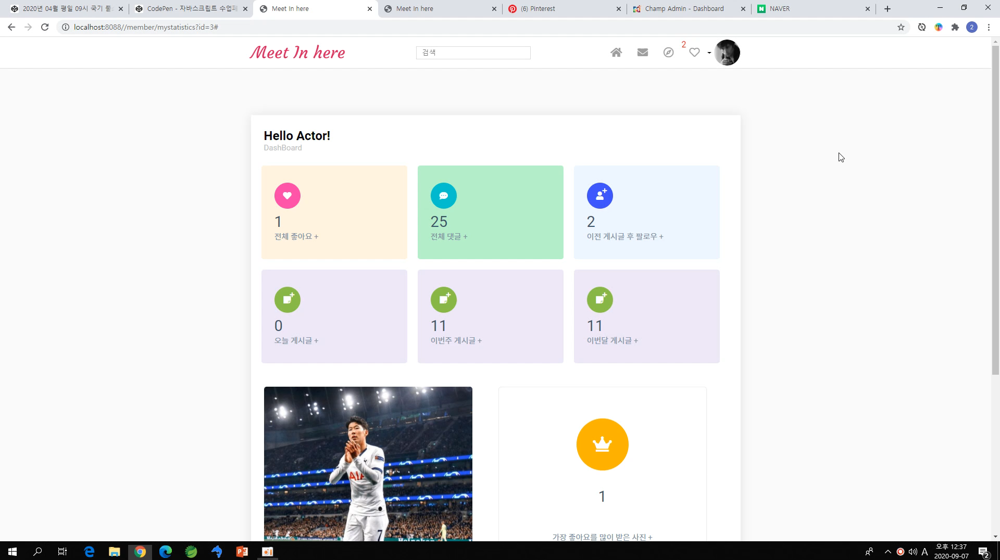 2020년 04월 평일 09시 국기
CodePen - 자바스크립트 수업페
Meet In here
Meet In here
(6) Pinterest
Champ Admin - Dashboard
NAVER
localhost:8088//member/mystatistics?id=3#
2
Meet In here
검색
2
Hello Actor!
DashBoard
1
전체 좋아요 +
25
전체 댓글 +
2
이전 게시글 후 팔로우 +
0
오늘 게시글 +
11
이번주 게시글 +
11
이번달 게시글 +
AIA
7
1
가장 좋아요를 많이 받은 사진 +
A
오후 12:37
2020-09-07
2